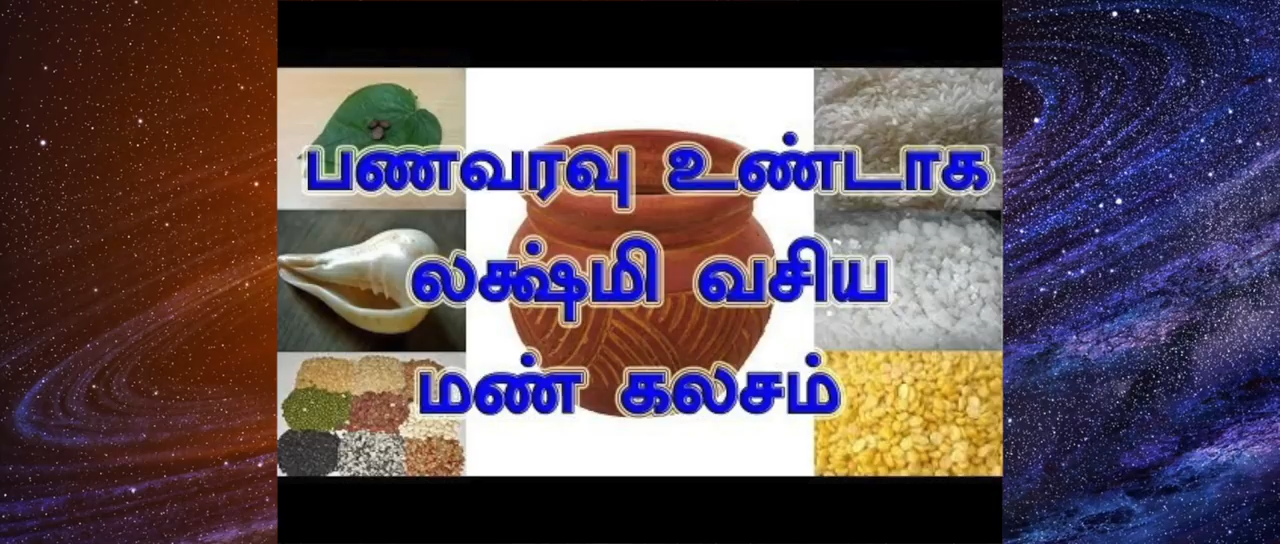 பணவரவு உண்டாக
லக்ஷ்மி வசிய
மண் கலசம்